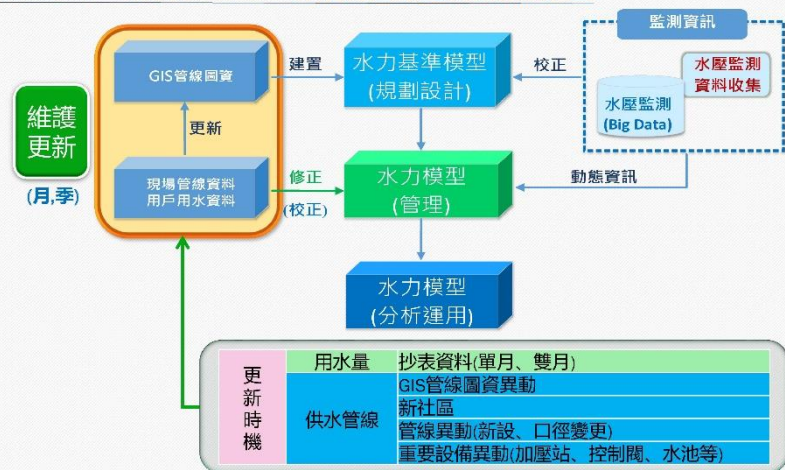 監測資訊
GIS管線圖資
建置
水力基準模型
(規劃設計)
校正
水壓監測
資料收集
水壓監測
(Big Data)
維護
更新
(月,季)
更新
現場管線資料
用戶用水資料
修正
(校正)
水力模型
(管理)
動態資訊
水力模型
(分析運用)
更新時機
用水量
抄表資料(單月、雙月)
供水管線
GIS管線圖資異動
新社區
管線異動(新設、口徑變更)
重要設備異動(加壓站、控制閥、水池等)